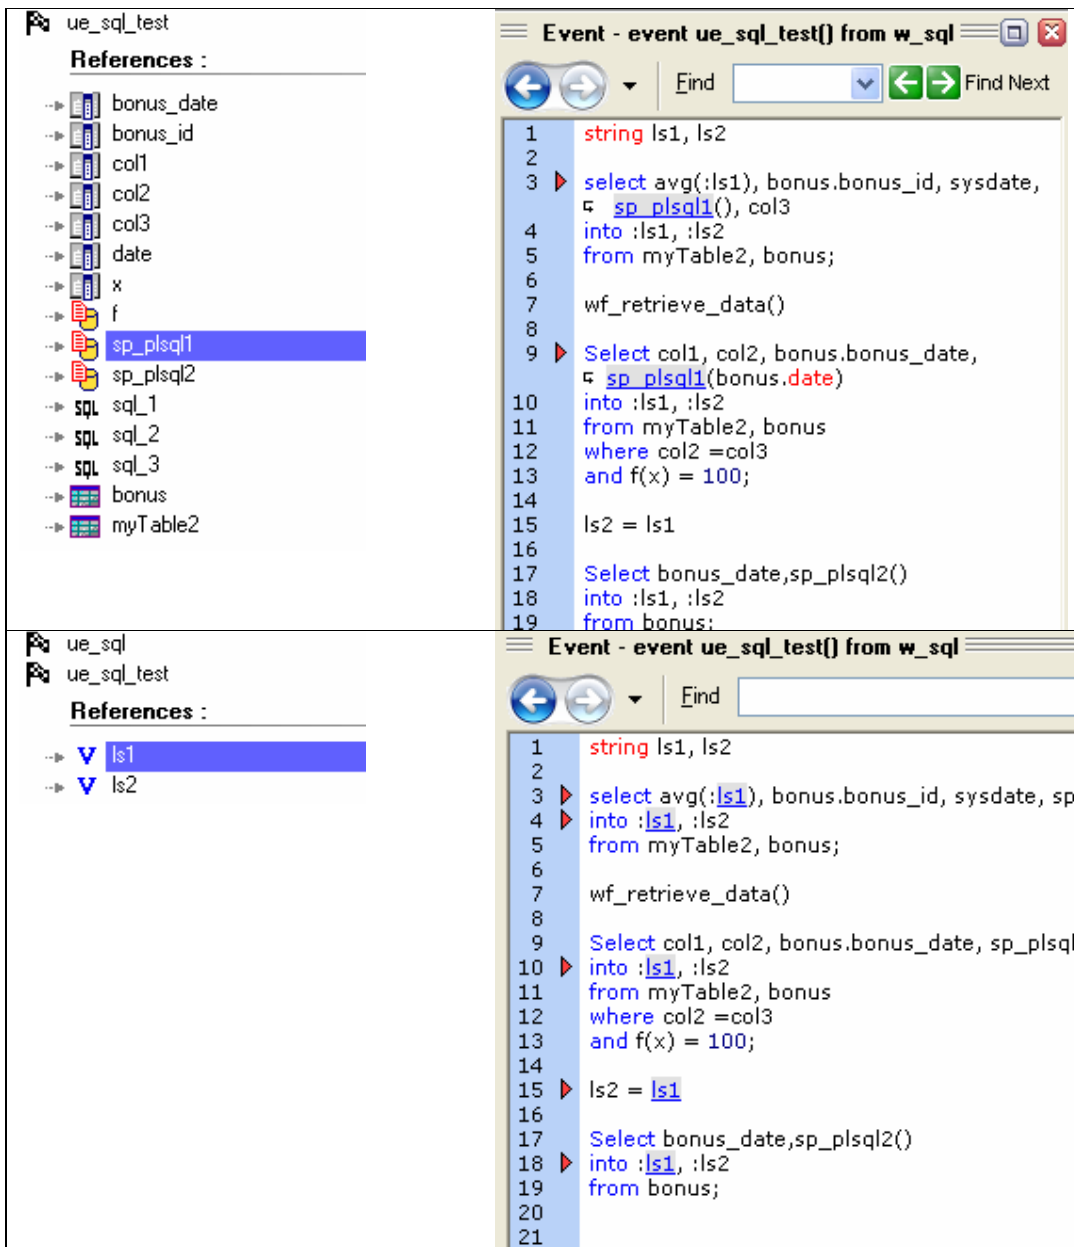 ue_sql_test
References :
bonus_date
bonus_id
col1
col2
col3
date
x
f
sp_plsql1
sp_plsql2
SQL sql_1
SQL sql_2
SQL sql_3
bonus
myTable2
Event - event ue_sql_test() from w_sql
Find Find Next
1 string ls1, ls2
2
3 select avg(:ls1), bonus.bonus_id, sysdate,
sp_plsql1(), col3
4 into :ls1, :ls2
5 from myTable2, bonus;
6
7 wf_retrieve_data()
8
9 Select col1, col2, bonus.bonus_date,
sp_plsql1(bonus.date)
10 into :ls1, :ls2
11 from myTable2, bonus
12 where col2 =col3
13 and f(x) = 100;
14
15 ls2 = ls1
16
17 Select bonus_date,sp_plsql2()
18 into :ls1, :ls2
19 from bonus;
ue_sql
ue_sql_test
References :
V ls1
V ls2
Event - event ue_sql_test() from w_sql
Find
1 string ls1, ls2
2
3 select avg(:ls1), bonus.bonus_id, sysdate, sp
4 into :ls1, :ls2
5 from myTable2, bonus;
6
7 wf_retrieve_data()
8
9 Select col1, col2, bonus.bonus_date, sp_plsql
10 into :ls1, :ls2
11 from myTable2, bonus
12 where col2 =col3
13 and f(x) = 100;
14
15 ls2 = ls1
16
17 Select bonus_date,sp_plsql2()
18 into :ls1, :ls2
19 from bonus;
20
21